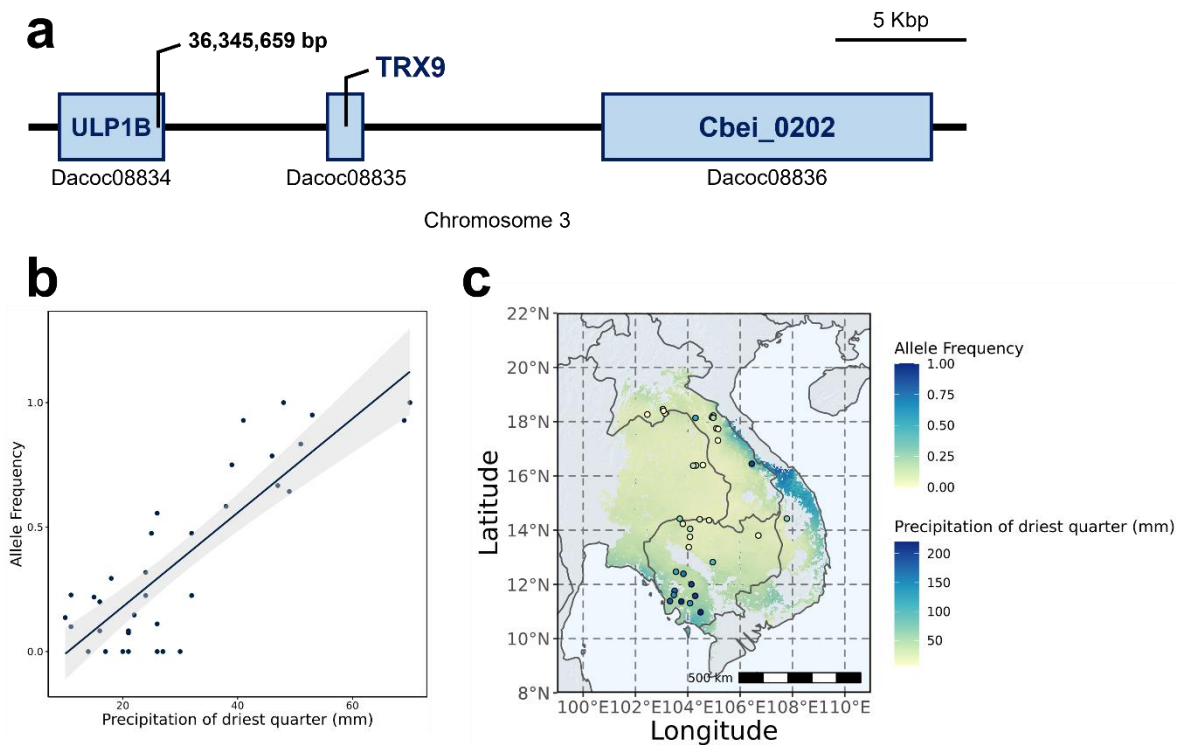 a
36,345,659 bp
TRX9
5 Kbp
ULP1B
Cbei_0202
Dacoc08834
Dacoc08835
Dacoc08836
Chromosome 3
b
Allele Frequency
1.0
0.5
0.0
20
40
60
Precipitation of driest quarter (mm)
c
Latitude
22°N
20°N
18°N
16°N
14°N
12°N
10°N
8°N
500 km
100°E102°E104°E106°E108°E110°E
Longitude
Allele Frequency
1.00
0.75
0.50
0.25
0.00
Precipitation of driest quarter (mm)
200
150
100
50